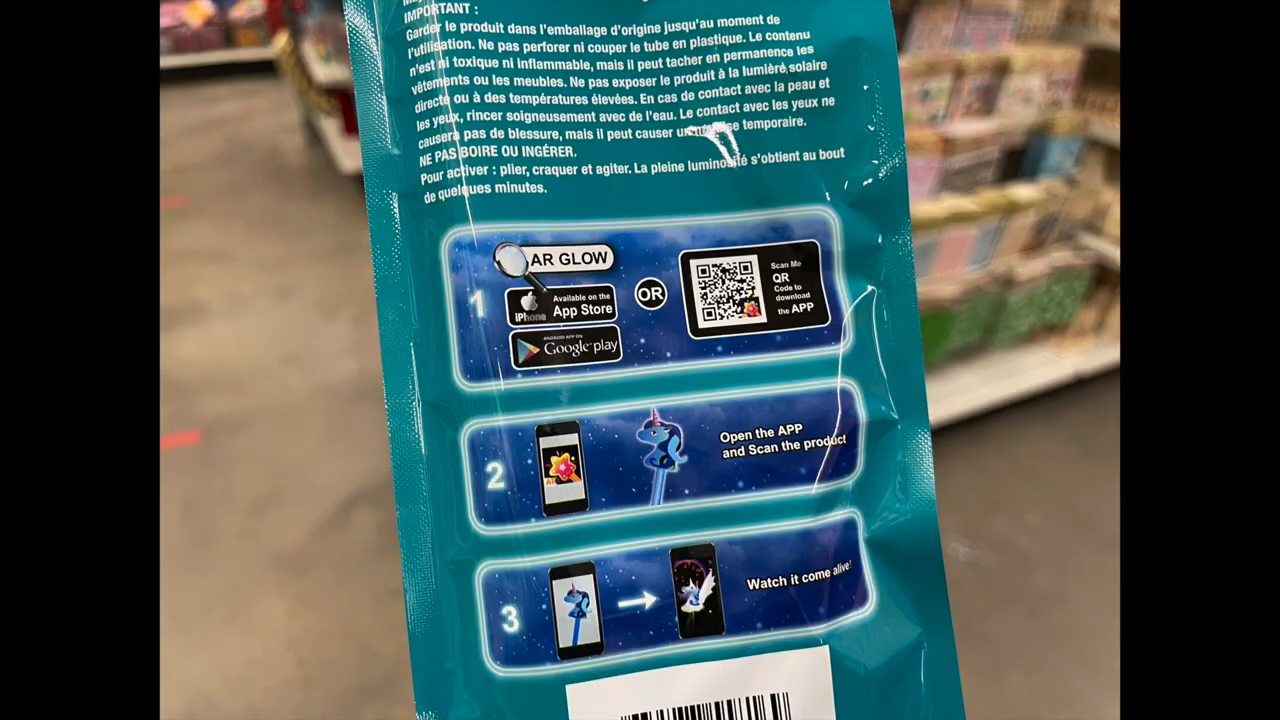 IMPORTANT :
Garder le produit dans l'emballage d'origine jusqu'au moment de
l'utilisation. Ne pas perforer ni couper le tube en plastique. Le contenu
n'est ni toxique ni inflammable, mais il peut tacher en permanence les
vêtements ou les meubles. Ne pas exposer le produit à la lumière solaire
directe ou à des températures élevées. En cas de contact avec la peau et
les yeux, rincer soigneusement avec de l'eau. Le contact avec les yeux ne
causera pas de blessure, mais il peut causer temporaire.
NE PAS BOIRE OU INGÉRER.
Pour activer : plier, craquer et agiter. La pleine luminosité s'obtient au bout
de quelques minutes.
1
AR GLOW
iPhone
Available on the
App Store
ANDROID APP ON
Google play
OR
Scan Me
QR
Code to
download
the APP
2
AR
Open the APP
and Scan the product
3
Watch it come alive!